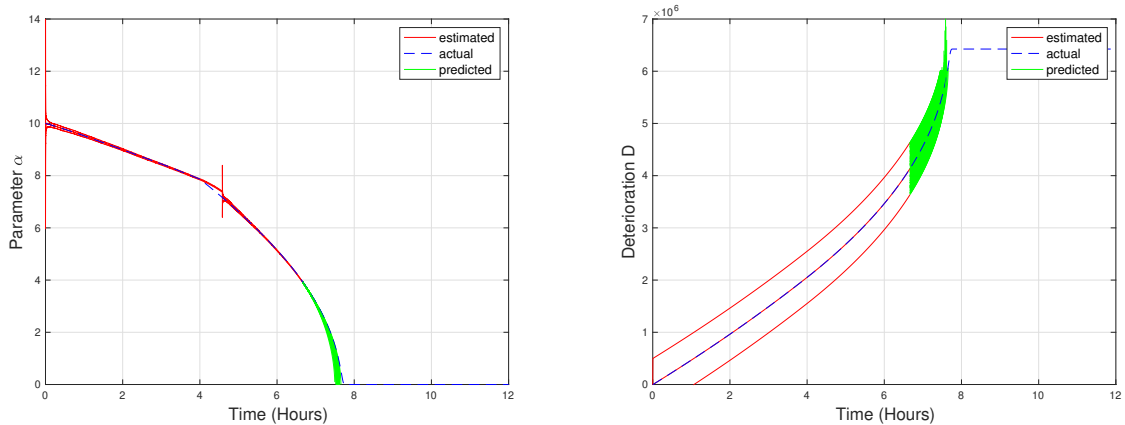 14
12
10
8
6
4
2
0
0 2 4 6 8 10 12
Parameter α
Time (Hours)
estimated
actual
predicted
×10⁶
7
6
5
4
3
2
1
0
0 2 4 6 8 10 12
Deterioration D
Time (Hours)
estimated
actual
predicted